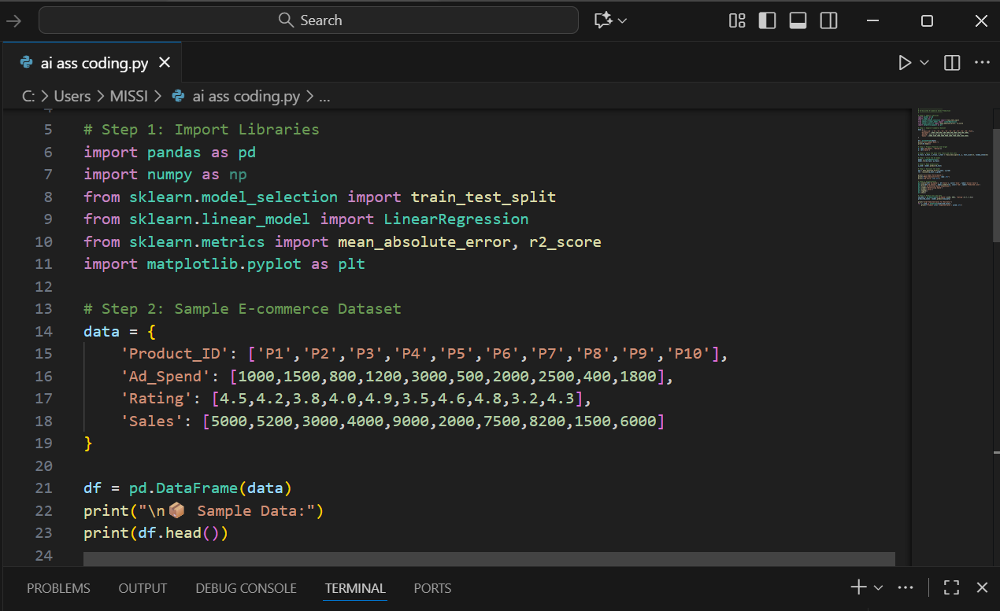 Search
ai ass coding.py
C: > Users > MISSI > ai ass coding.py > ...
5 # Step 1: Import Libraries
6 import pandas as pd
7 import numpy as np
8 from sklearn.model_selection import train_test_split
9 from sklearn.linear_model import LinearRegression
10 from sklearn.metrics import mean_absolute_error, r2_score
11 import matplotlib.pyplot as plt
12
13 # Step 2: Sample E-commerce Dataset
14 data = {
15     'Product_ID': ['P1','P2','P3','P4','P5','P6','P7','P8','P9','P10'],
16     'Ad_Spend': [1000,1500,800,1200,3000,500,2000,2500,400,1800],
17     'Rating': [4.5,4.2,3.8,4.0,4.9,3.5,4.6,4.8,3.2,4.3],
18     'Sales': [5000,5200,3000,4000,9000,2000,7500,8200,1500,6000]
19 }
20
21 df = pd.DataFrame(data)
22 print("\n📦 Sample Data:")
23 print(df.head())
24
PROBLEMS OUTPUT DEBUG CONSOLE TERMINAL PORTS